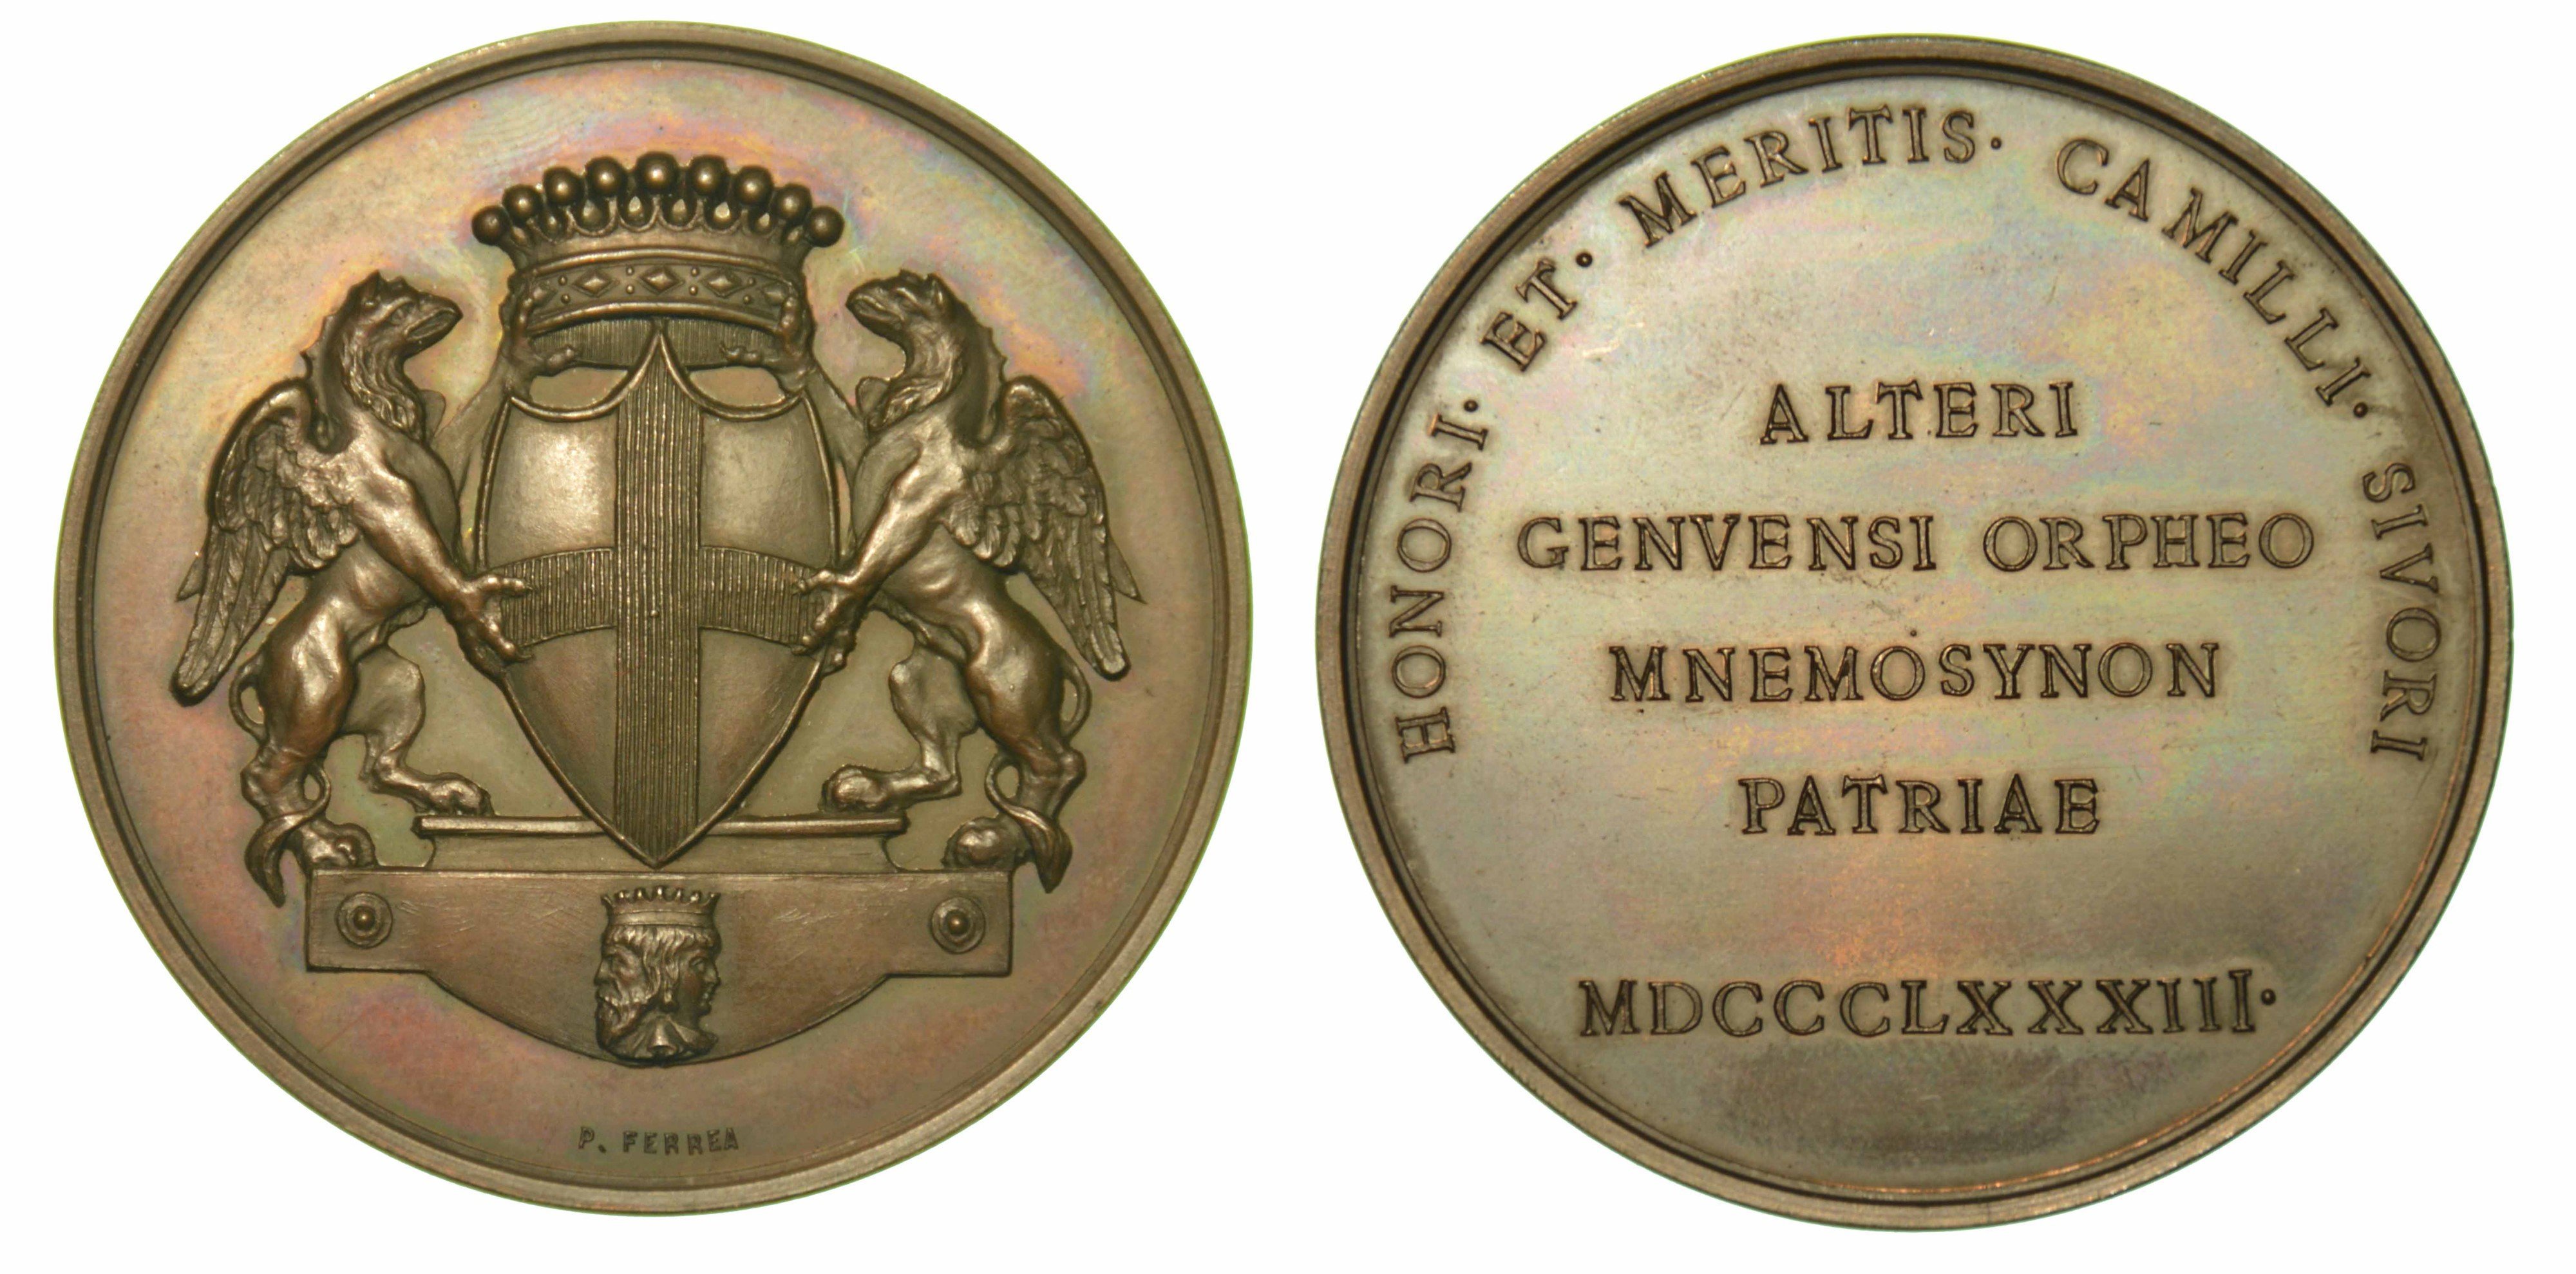 P. FERREA
HONORI· ET· MERITIS· CAMILLI· SIVORI
ALTERI
GENVENSI ORPHEO
MNEMOSYNON
PATRIAE
MDCCCLXXXIII·